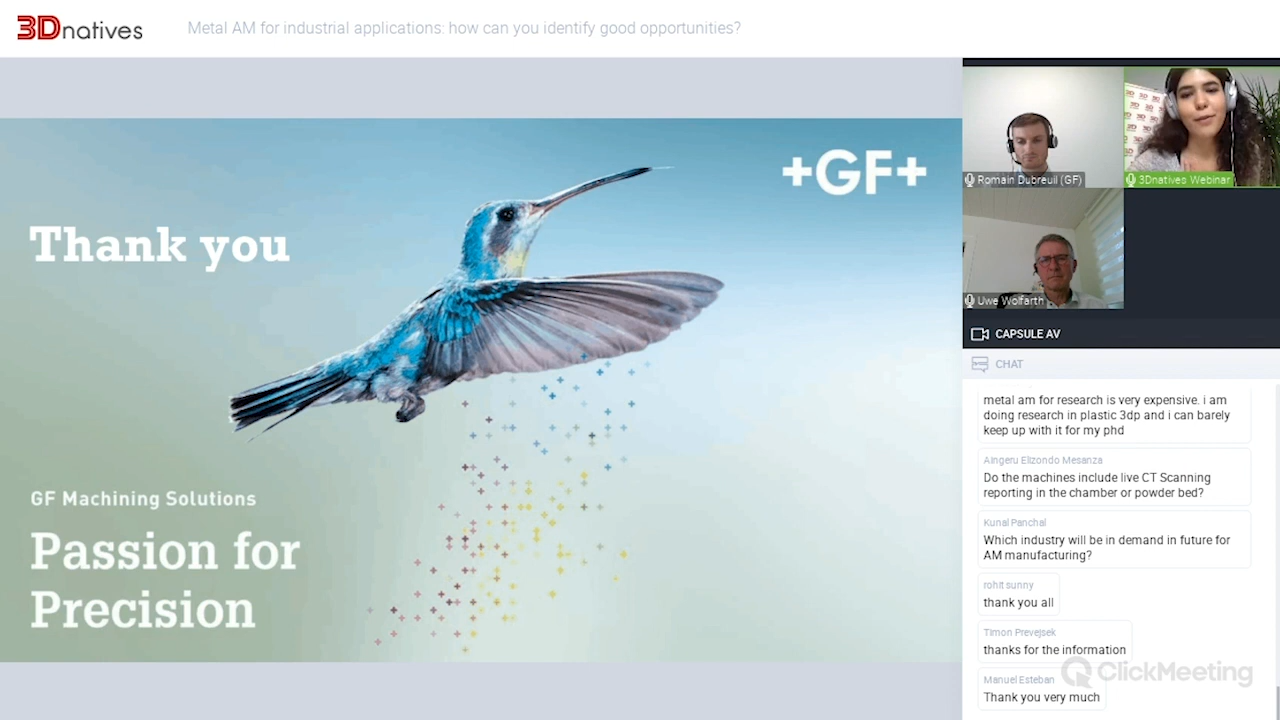 3Dnatives
Metal AM for industrial applications: how can you identify good opportunities?
+GF+
Thank you
GF Machining Solutions
Passion for
Precision
Romain Dubreuil (GF)
3Dnatives Webinar
Uwe Wolfarth
CAPSULE AV
CHAT
metal am for research is very expensive. i am
doing research in plastic 3dp and i can barely
keep up with it for my phd
Aingeru Elizondo Mesanza
Do the machines include live CT Scanning
reporting in the chamber or powder bed?
Kunal Panchal
Which industry will be in demand in future for
AM manufacturing?
rohit sunny
thank you all
Timon Prevejsek
thanks for the information
Manuel Esteban
Thank you very much
ClickMeeting